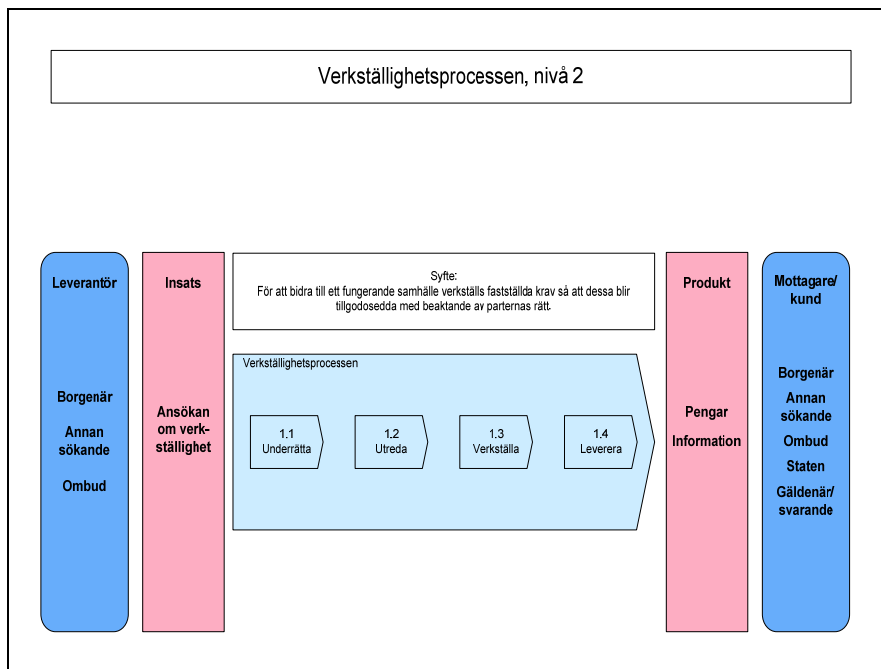 Verkställighetsprocessen, nivå 2
Leverantör
Borgenär
Annan
sökande
Ombud
Insats
Ansökan
om verk-
ställighet
Syfte:
För att bidra till ett fungerande samhälle verkställs fastställda krav så att dessa blir
tillgodosedda med beaktande av parternas rätt.
Verkställighetsprocessen
1.1
Underrätta
1.2
Utreda
1.3
Verkställa
1.4
Leverera
Produkt
Pengar
Information
Mottagare/
kund
Borgenär
Annan
sökande
Ombud
Staten
Gäldenär/
svarande